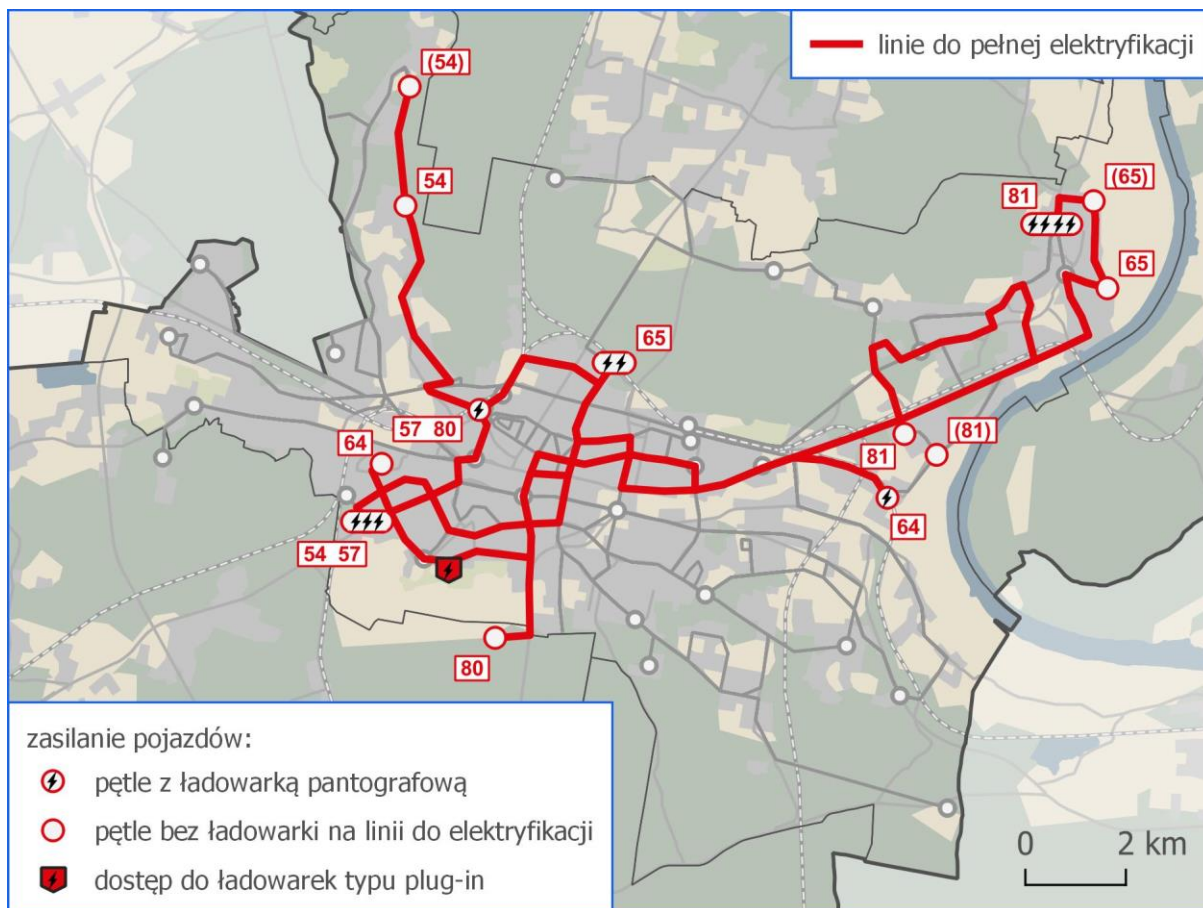 linie do pełnej elektryfikacji
(54)
54
81
(65)
65
65
57 80
64
81
(81)
64
54 57
80
zasilanie pojazdów:
pętle z ładowarką pantografową
pętle bez ładowarki na linii do elektryfikacji
dostęp do ładowarek typu plug-in
0 2 km